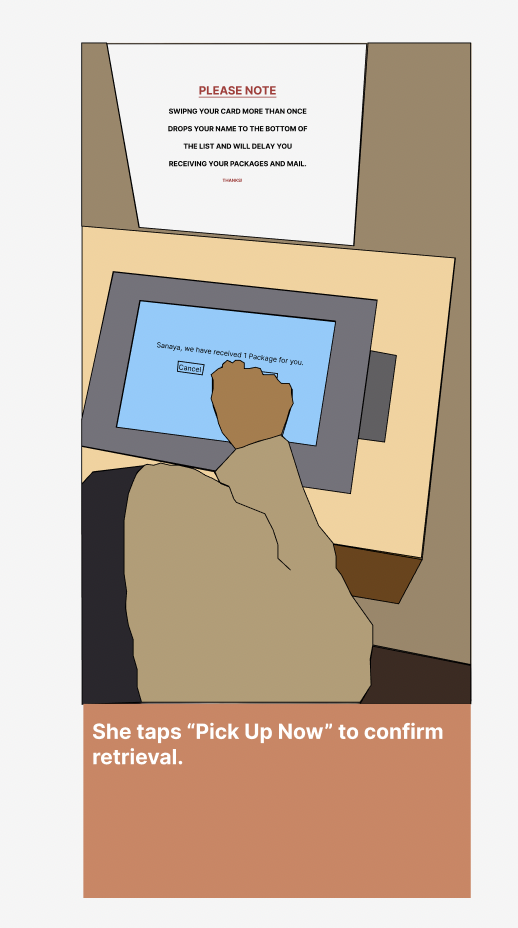 PLEASE NOTE
SWIPNG YOUR CARD MORE THAN ONCE
DROPS YOUR NAME TO THE BOTTOM OF
THE LIST AND WILL DELAY YOU
RECEIVING YOUR PACKAGES AND MAIL.
THANKS!
Sanaya, we have received 1 Package for you.
Cancel
She taps “Pick Up Now” to confirm
retrieval.